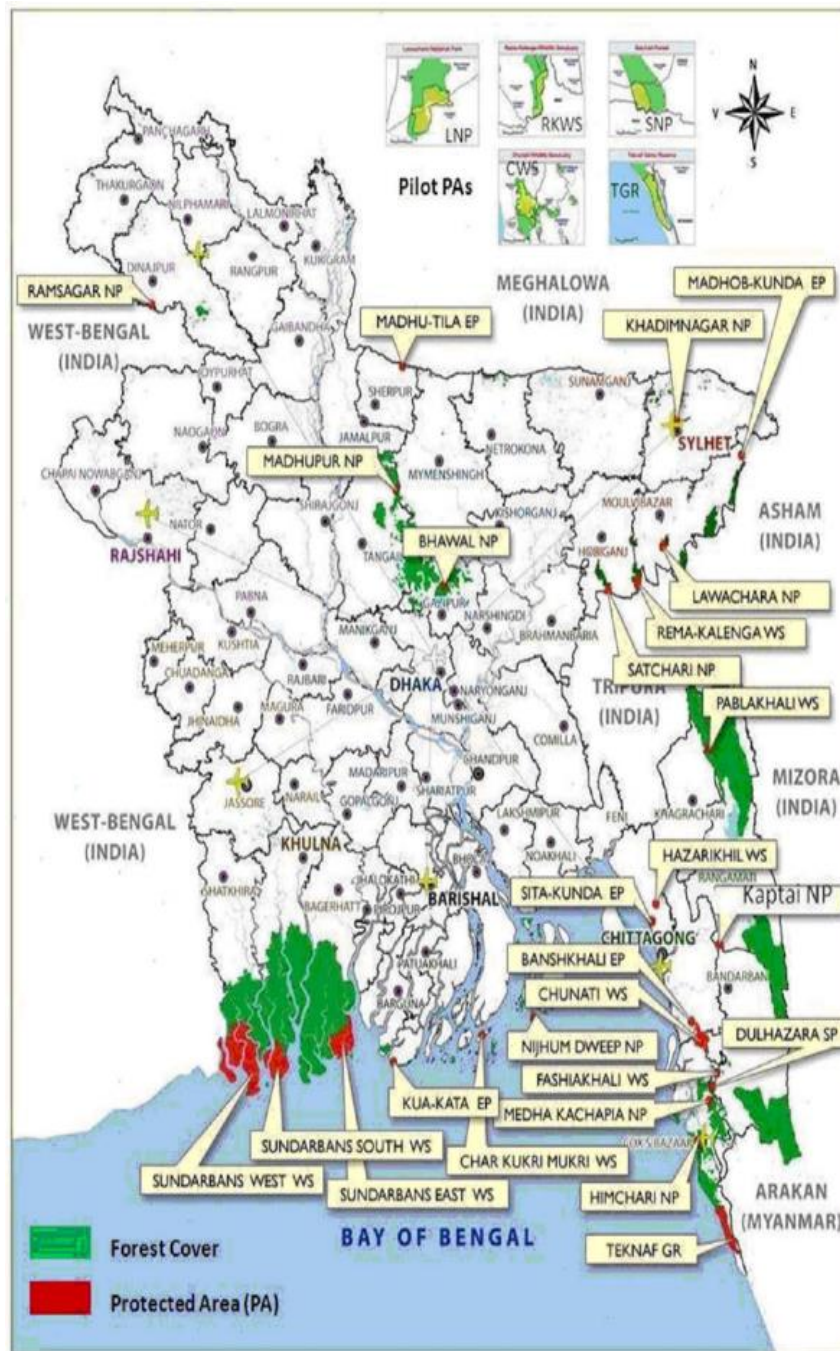 LNP
RKWS
SNP
CWS
TGR
Pilot PAs
N
V
E
S
PANCHAGARH
THAKURGAON
NILPHAMARI
LALMONIRHAT
KURIGRAM
DINAJPUR
RANGPUR
RAMSAGAR NP
WEST-BENGAL
(INDIA)
GAIBANDHA
MEGHALOWA
(INDIA)
MADHOB-KUNDA EP
MADHU-TILA EP
KHADIMNAGAR NP
JOYPURHAT
SHERPUR
SUNAMGANJ
NAOGAON
BOGRA
JAMALPUR
NETROKONA
SYLHET
MADHUPUR NP
MYMENSHINGH
CHAPAI NOWABGANJ
SHIRAJGONJ
KISHORGANJ
MOULVIBAZAR
ASHAM
(INDIA)
NATOR
RAJSHAHI
TANGAIL
BHAWAL NP
HOBIGANJ
PABNA
GANPUR
NARSHINGDI
LAWACHARA NP
MEHERPUR
KUSHTIA
MANIKGANJ
BRAHMANBARIA
REMA-KALENGA WS
CHUADANGA
RAJBARI
DHAKA
SATCHARI NP
JHINAIDHA
MAGURA
FARIDPUR
NARYONGANJ
MUNSHIGANJ
TRIPURA
(INDIA)
PABLAKHALI WS
COMILLA
CHANDPUR
MADARIPUR
SHARIATPUR
MIZORA
(INDIA)
JASSORE
NARAIL
GOPALGONJ
LAKSHMIPUR
FENI
KHAGRACHARI
WEST-BENGAL
(INDIA)
KHULNA
NOAKHALI
HAZARIKHIL WS
RANGAMATI
SHATKHIRA
JHALOKATHI
BHOLA
SITA-KUNDA EP
Kaptai NP
BAGERHATT
PIROJPUR
BARISHAL
CHITTAGONG
PATUAKHALI
BANSHKHALI EP
BANDARBAN
BARGUNA
CHUNATI WS
DULHAZARA SP
NIJHUM DWEEP NP
FASHIAKHALI WS
KUA-KATA EP
MEDHA KACHAPIA NP
SUNDARBANS SOUTH WS
CHAR KUKRI MUKRI WS
COX'S BAZAAR
SUNDARBANS WEST WS
SUNDARBANS EAST WS
HIMCHARI NP
ARAKAN
(MYANMAR)
BAY OF BENGAL
TEKNAF GR
Forest Cover
Protected Area (PA)